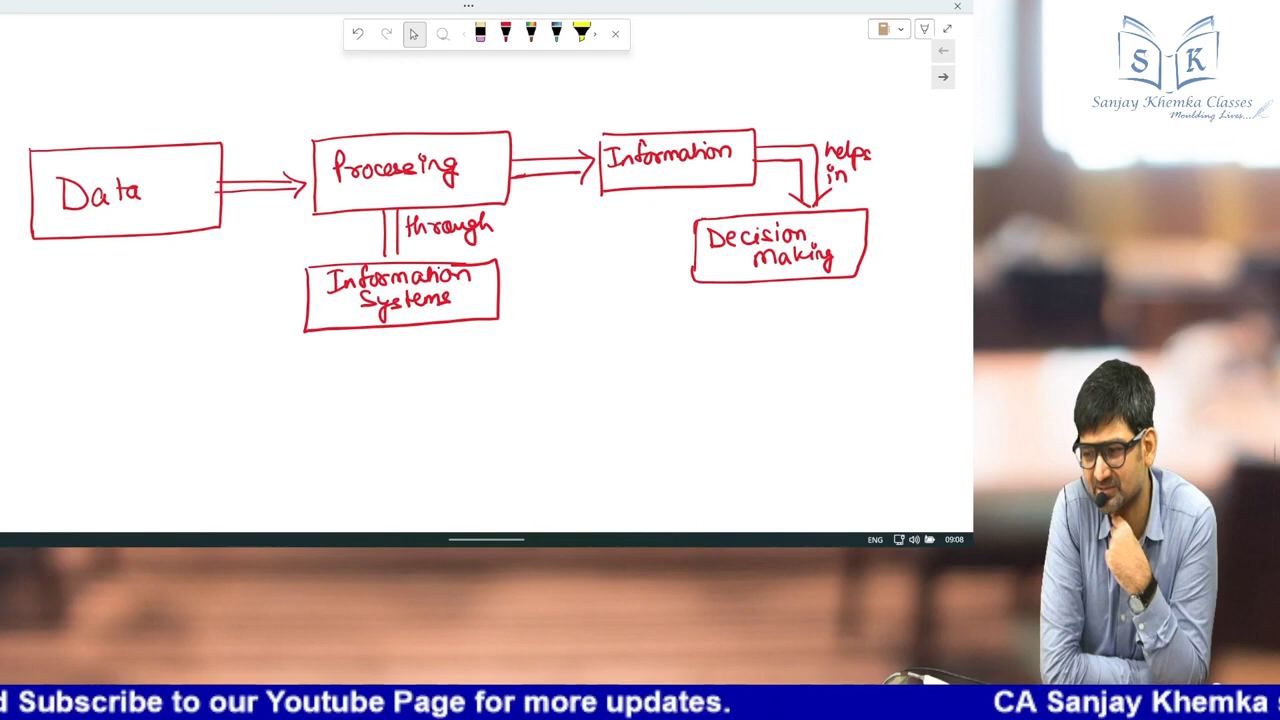 S K
Sanjay Khemka Classes
Moulding Lives...
Data
Processing
Information
helps
in
through
Decision
Making
Information
Systems
ENG
09:08
d Subscribe to our Youtube Page for more updates.
CA Sanjay Khemka